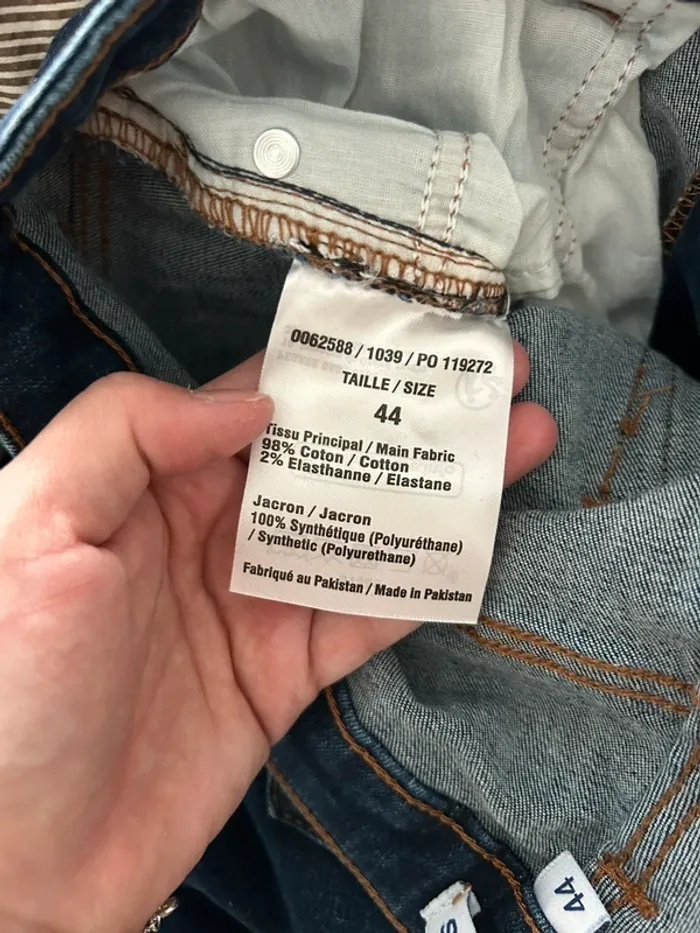 0062588 / 1039 / PO 119272
TAILLE / SIZE
44
Tissu Principal / Main Fabric
98% Coton / Cotton
2% Elasthanne / Elastane
Jacron / Jacron
100% Synthétique (Polyuréthane)
/ Synthetic (Polyurethane)
Fabriqué au Pakistan / Made in Pakistan
44